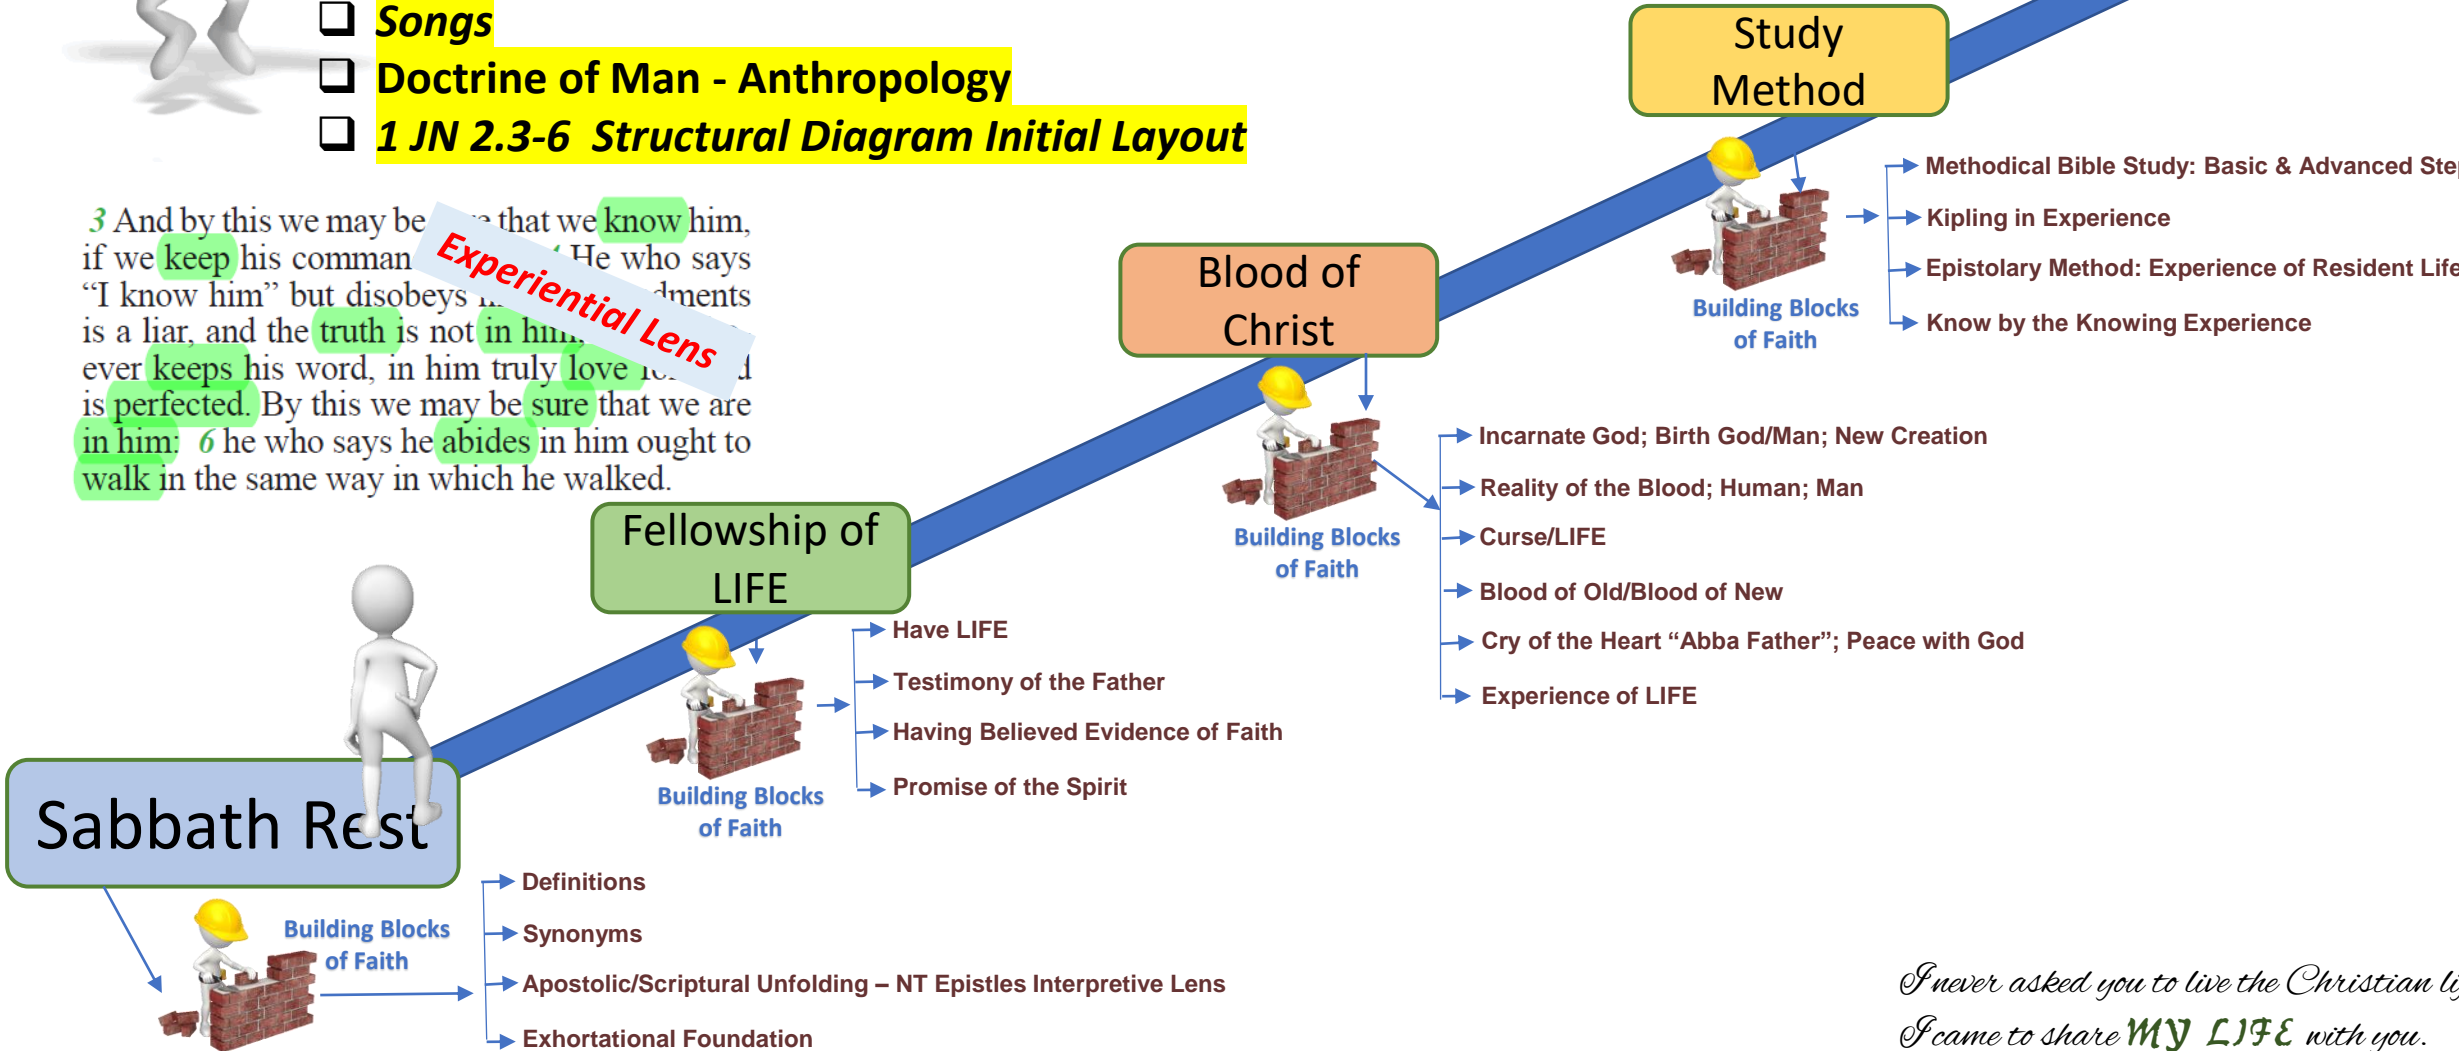 Songs
Doctrine of Man - Anthropology
1 JN 2.3-6 Structural Diagram Initial Layout
3 And by this we may be that we know him,
if we keep his comman He who says
“I know him” but disobeys dments
is a liar, and the truth is not in him,
ever keeps his word, in him truly love
is perfected. By this we may be sure that we are
in him: 6 he who says he abides in him ought to
walk in the same way in which he walked.
Experiential Lens
Study
Method
Building Blocks
of Faith
Methodical Bible Study: Basic & Advanced Ste
Kipling in Experience
Epistolary Method: Experience of Resident Life
Know by the Knowing Experience
Blood of
Christ
Building Blocks
of Faith
Incarnate God; Birth God/Man; New Creation
Reality of the Blood; Human; Man
Curse/LIFE
Blood of Old/Blood of New
Cry of the Heart “Abba Father”; Peace with God
Experience of LIFE
Fellowship of
LIFE
Building Blocks
of Faith
Have LIFE
Testimony of the Father
Having Believed Evidence of Faith
Promise of the Spirit
Sabbath Rest
Building Blocks
of Faith
Definitions
Synonyms
Apostolic/Scriptural Unfolding – NT Epistles Interpretive Lens
Exhortational Foundation
I never asked you to live the Christian li
I came to share MY LIFE with you.